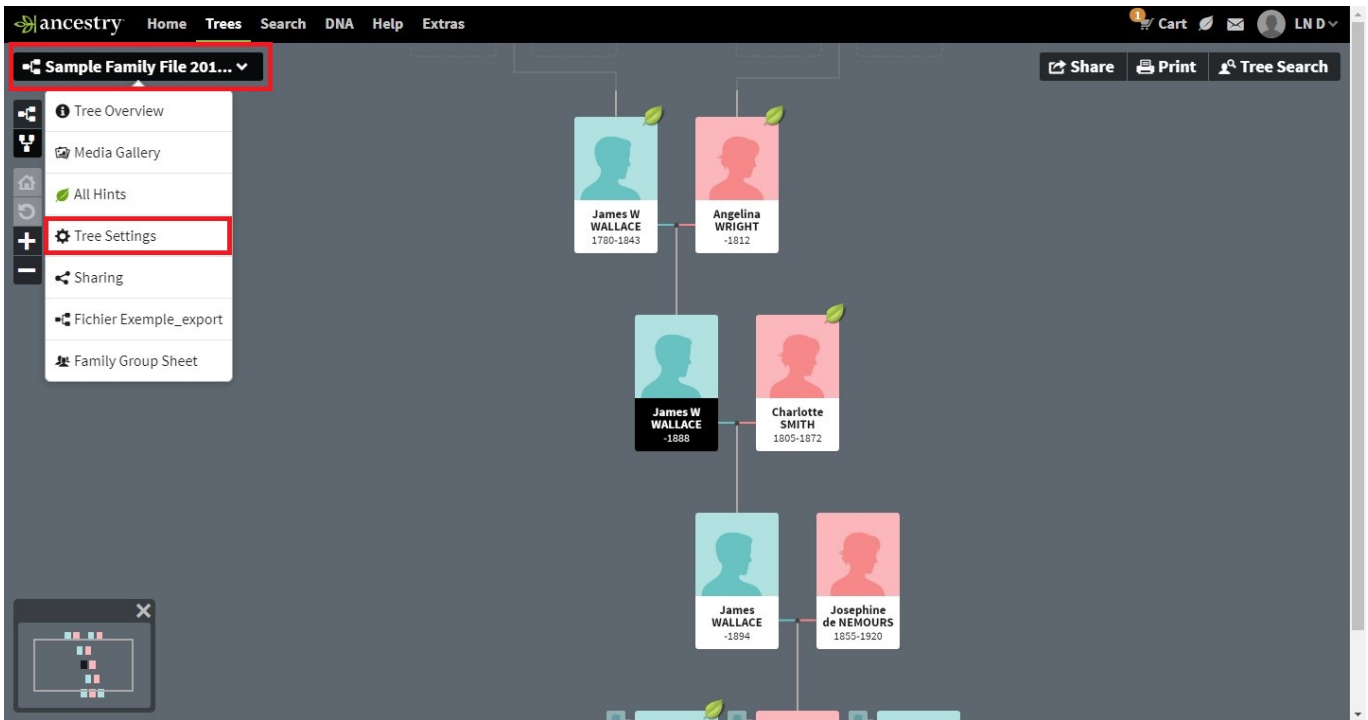 ancestry Home Trees Search DNA Help Extras 1 Cart LN D
Sample Family File 201... Share Print Tree Search
Tree Overview
Media Gallery
All Hints
Tree Settings
Sharing
Fichier Exemple_export
Family Group Sheet
James W
WALLACE
1780-1843
Angelina
WRIGHT
-1812
James W
WALLACE
-1888
Charlotte
SMITH
1805-1872
James
WALLACE
-1894
Josephine
de NEMOURS
1855-1920